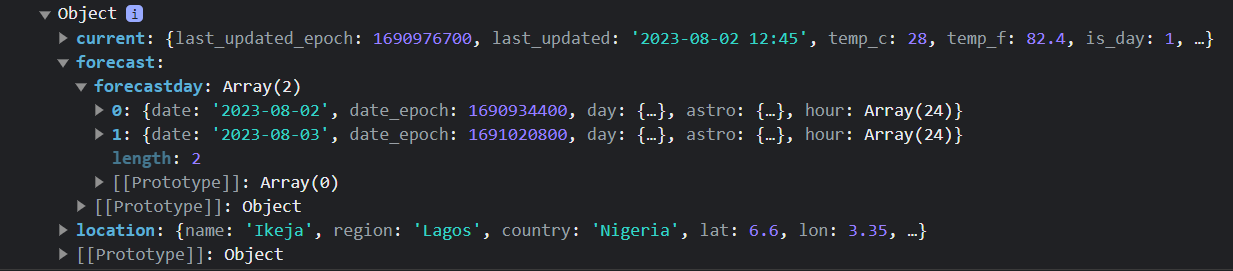 ▼ Object i
▶ current: {last_updated_epoch: 1690976700, last_updated: '2023-08-02 12:45', temp_c: 28, temp_f: 82.4, is_day: 1, …}
▼ forecast:
▼ forecastday: Array(2)
▶ 0: {date: '2023-08-02', date_epoch: 1690934400, day: {…}, astro: {…}, hour: Array(24)}
▶ 1: {date: '2023-08-03', date_epoch: 1691020800, day: {…}, astro: {…}, hour: Array(24)}
length: 2
▶ [[Prototype]]: Array(0)
▶ [[Prototype]]: Object
▶ location: {name: 'Ikeja', region: 'Lagos', country: 'Nigeria', lat: 6.6, lon: 3.35, …}
▶ [[Prototype]]: Object